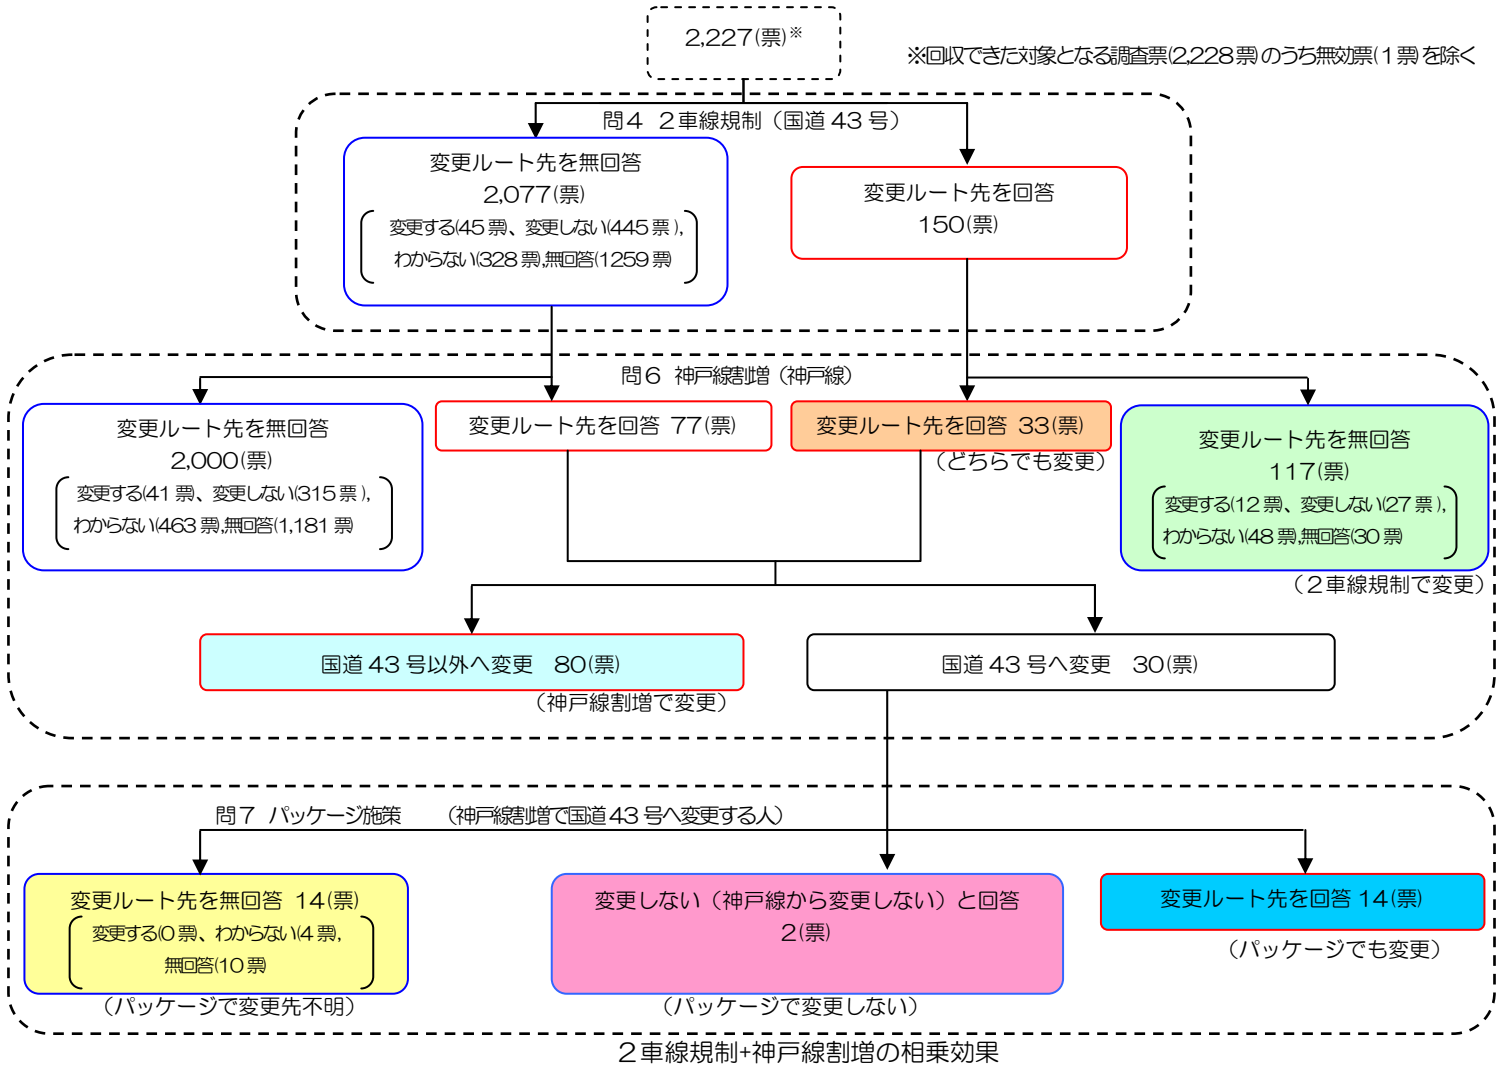 2,227(票)※
※回収できた対象となる調査票(2,228票)のうち無効票(1票)を除く
問4 2車線規制（国道43号）
変更ルート先を無回答
2,077(票)
変更する(45票)、変更しない(445票),
わからない(328票),無回答(1259票)
変更ルート先を回答
150(票)
問6 神戸線割増（神戸線）
変更ルート先を無回答
2,000(票)
変更する(41票)、変更しない(315票),
わからない(463票),無回答(1,181票)
変更ルート先を回答 77(票)
変更ルート先を回答 33(票)
（どちらでも変更）
変更ルート先を無回答
117(票)
変更する(12票)、変更しない(27票),
わからない(48票),無回答(30票)
（2車線規制で変更）
国道43号以外へ変更　80(票)
（神戸線割増で変更）
国道43号へ変更　30(票)
問7 パッケージ施策　（神戸線割増で国道43号へ変更する人）
変更ルート先を無回答 14(票)
変更する(0票)、わからない(4票),
無回答(10票)
（パッケージで変更先不明）
変更しない（神戸線から変更しない）と回答
2(票)
（パッケージで変更しない）
変更ルート先を回答 14(票)
（パッケージでも変更）
2車線規制+神戸線割増の相乗効果